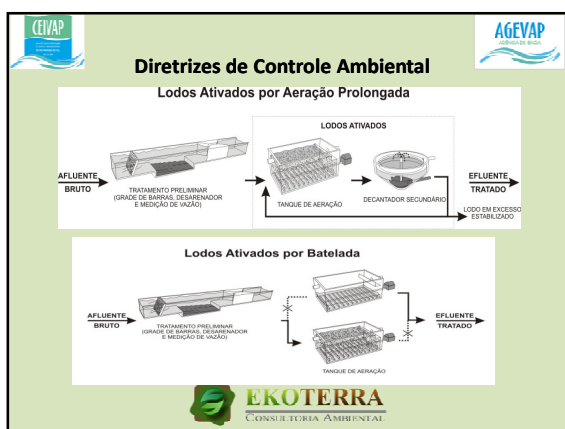 CEIVAP
AGEVAP
AGÊNCIA DE BACIA
Diretrizes de Controle Ambiental
Lodos Ativados por Aeração Prolongada
LODOS ATIVADOS
AFLUENTE
BRUTO
TRATAMENTO PRELIMINAR
(GRADE DE BARRAS, DESARENADOR
E MEDIÇÃO DE VAZÃO)
TANQUE DE AERAÇÃO
DECANTADOR SECUNDÁRIO
EFLUENTE
TRATADO
LODO EM EXCESSO
ESTABILIZADO
Lodos Ativados por Batelada
AFLUENTE
BRUTO
TRATAMENTO PRELIMINAR
(GRADE DE BARRAS, DESARENADOR
E MEDIÇÃO DE VAZÃO)
TANQUE DE AERAÇÃO
EFLUENTE
TRATADO
EKOTERRA
CONSULTORIA AMBIENTAL